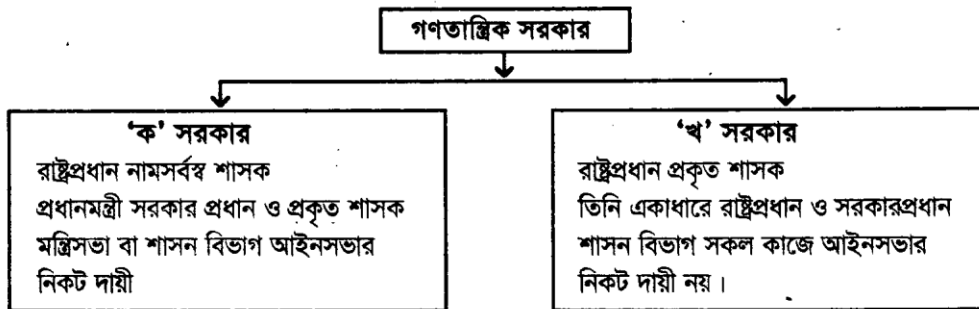 গণতান্ত্রিক সরকার
‘ক’ সরকার
রাষ্ট্রপ্রধান নামসর্বস্ব শাসক
প্রধানমন্ত্রী সরকার প্রধান ও প্রকৃত শাসক
মন্ত্রিসভা বা শাসন বিভাগ আইনসভার
নিকট দায়ী
‘খ’ সরকার
রাষ্ট্রপ্রধান প্রকৃত শাসক
তিনি একাধারে রাষ্ট্রপ্রধান ও সরকারপ্রধান
শাসন বিভাগ সকল কাজে আইনসভার
নিকট দায়ী নয়।